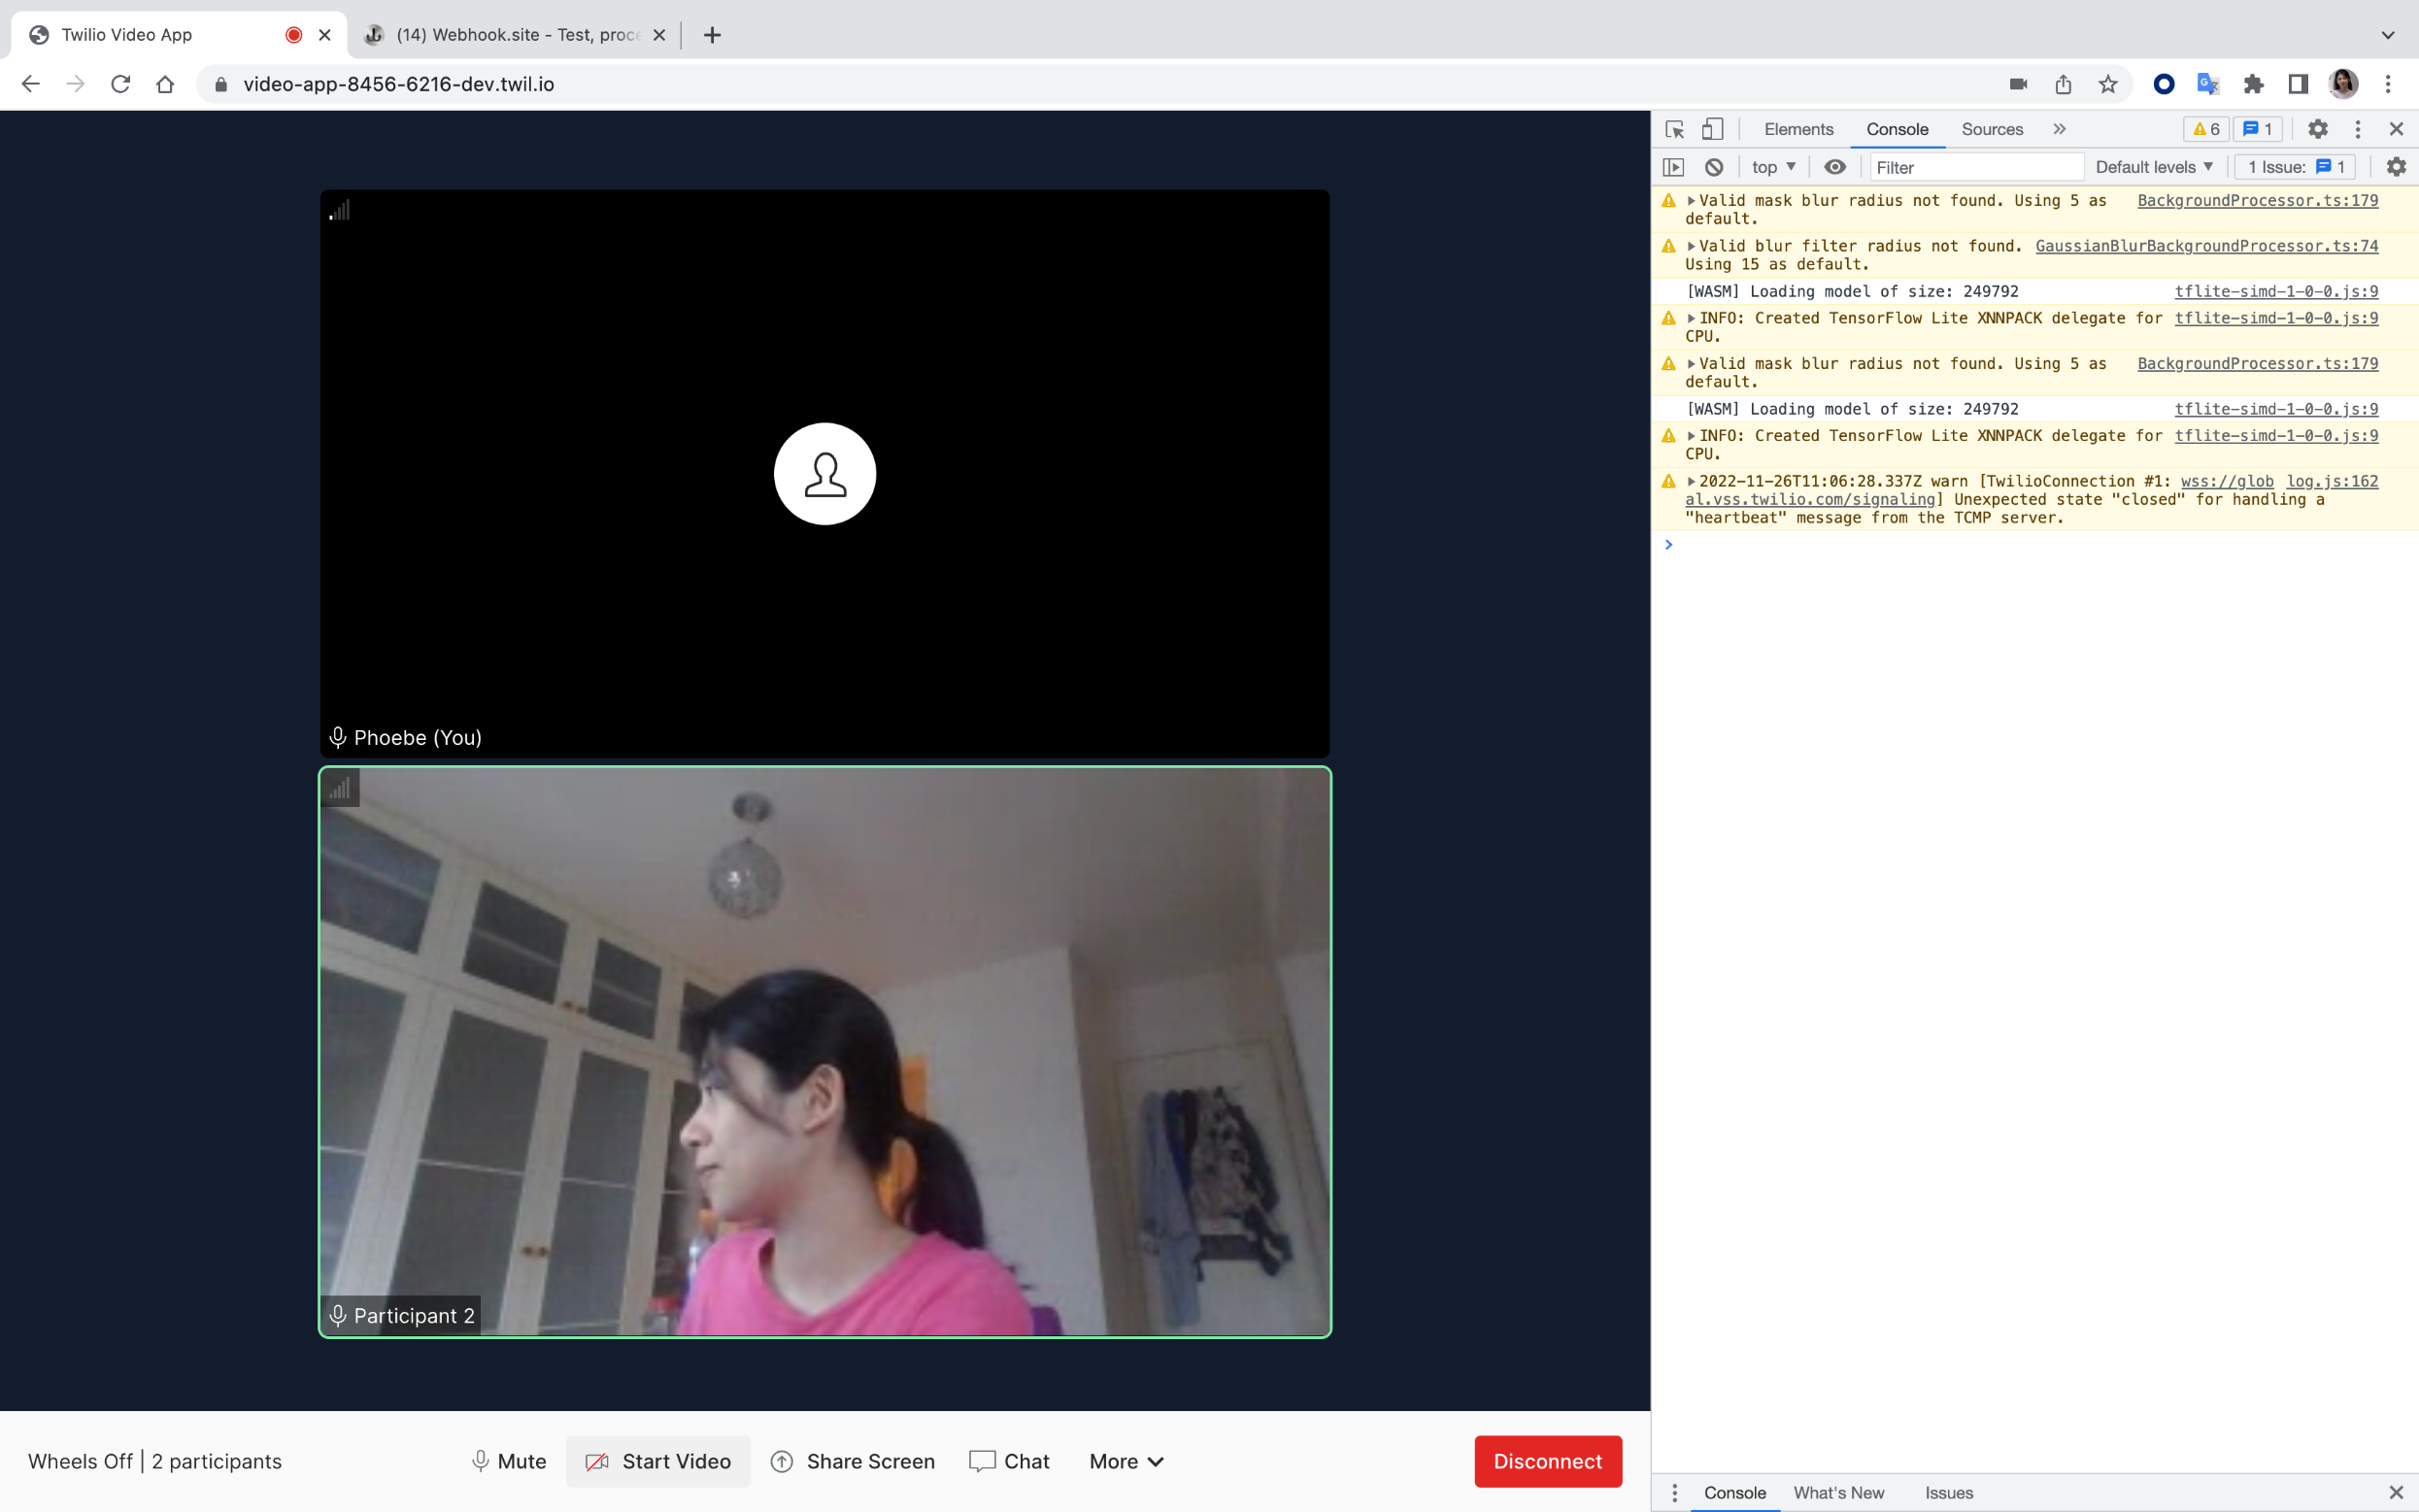 Twilio Video App
(14) Webhook.site - Test, proc
video-app-8456-6216-dev.twil.io
Phoebe (You)
Participant 2
Wheels Off | 2 participants
Mute
Start Video
Share Screen
Chat
More
Disconnect
Elements
Console
Sources
6
1
top
Filter
Default levels
1 Issue:
1
Valid mask blur radius not found. Using 5 as BackgroundProcessor.ts:179
default.
Valid blur filter radius not found. GaussianBlurBackgroundProcessor.ts:74
Using 15 as default.
[WASM] Loading model of size: 249792 tflite-simd-1-0-0.js:9
INFO: Created TensorFlow Lite XNNPACK delegate for tflite-simd-1-0-0.js:9
CPU.
Valid mask blur radius not found. Using 5 as BackgroundProcessor.ts:179
default.
[WASM] Loading model of size: 249792 tflite-simd-1-0-0.js:9
INFO: Created TensorFlow Lite XNNPACK delegate for tflite-simd-1-0-0.js:9
CPU.
2022-11-26T11:06:28.337Z warn [TwilioConnection #1: wss://glob log.js:162
al.vss.twilio.com/signaling] Unexpected state "closed" for handling a
"heartbeat" message from the TCMP server.
Console
What's New
Issues